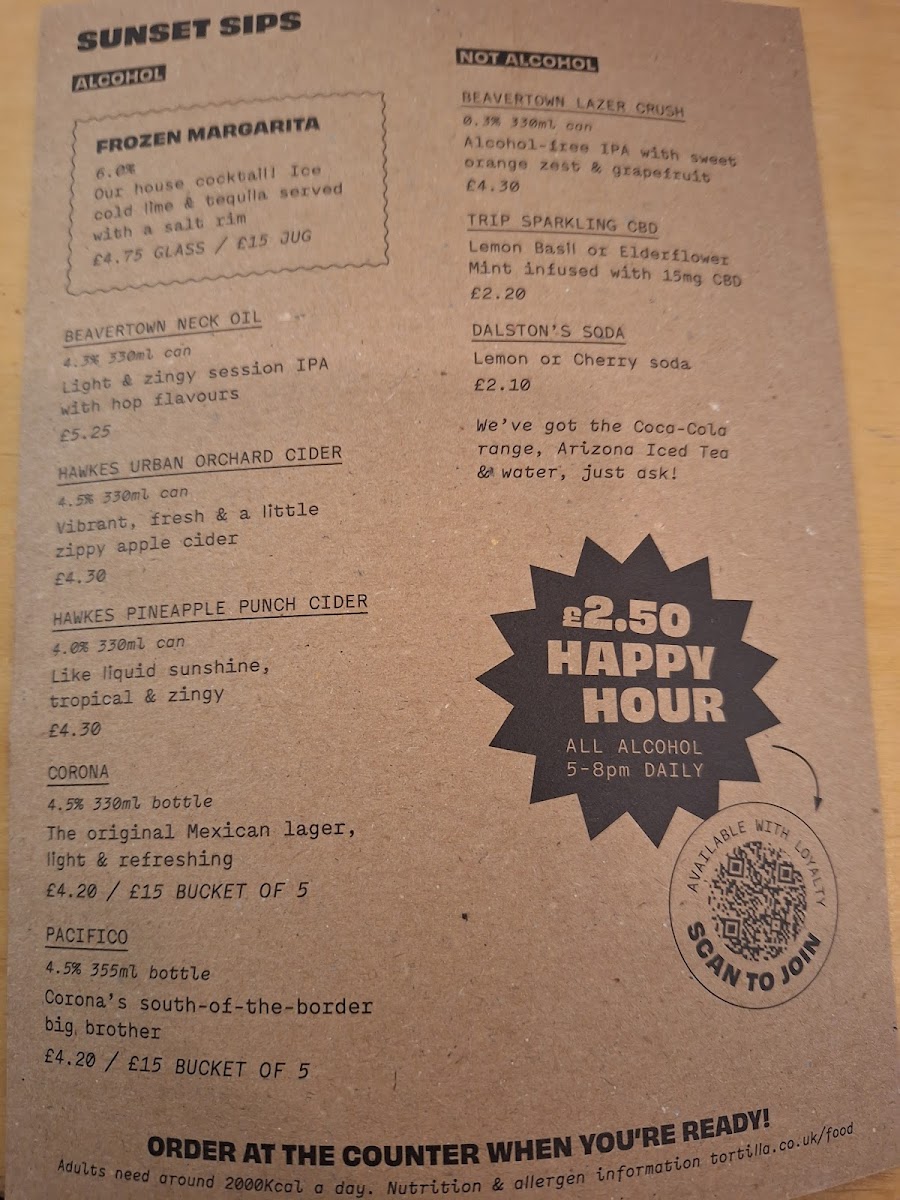 SUNSET SIPS
ALCOHOL
FROZEN MARGARITA
6.0%
Our house cocktail! Ice
cold lime & tequila served
with a salt rim
£4.75 GLASS / £15 JUG
BEAVERTOWN NECK OIL
4.3% 330ml can
Light & zingy session IPA
with hop flavours
£5.25
HAWKES URBAN ORCHARD CIDER
4.5% 330ml can
Vibrant, fresh & a little
zippy apple cider
£4.30
HAWKES PINEAPPLE PUNCH CIDER
4.0% 330ml can
Like liquid sunshine,
tropical & zingy
£4.30
CORONA
4.5% 330ml bottle
The original Mexican lager,
light & refreshing
£4.20 / £15 BUCKET OF 5
PACIFICO
4.5% 355ml bottle
Corona's south-of-the-border
big brother
£4.20 / £15 BUCKET OF 5
NOT ALCOHOL
BEAVERTOWN LAZER CRUSH
0.3% 330ml can
Alcohol-free IPA with sweet
orange zest & grapefruit
£4.30
TRIP SPARKLING CBD
Lemon Basil or Elderflower
Mint infused with 15mg CBD
£2.20
DALSTON'S SODA
Lemon or Cherry soda
£2.10
We've got the Coca-Cola
range, Arizona Iced Tea
& water, just ask!
£2.50
HAPPY
HOUR
ALL ALCOHOL
5-8pm DAILY
AVAILABLE WITH LOYALTY
SCAN TO JOIN
ORDER AT THE COUNTER WHEN YOU'RE READY!
Adults need around 2000Kcal a day. Nutrition & allergen information tortilla.co.uk/food